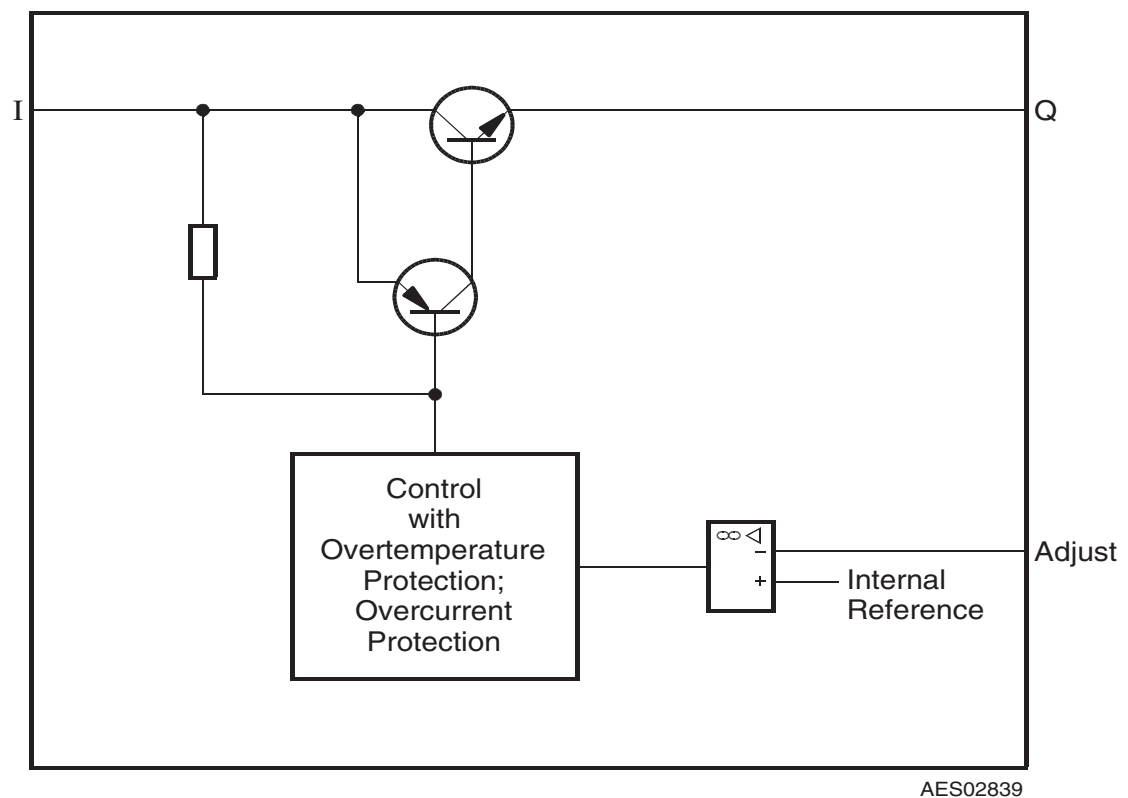 I
Q
Control
with
Overtemperature
Protection;
Overcurrent
Protection
∞ ◁
−
+
Adjust
Internal
Reference
AES02839